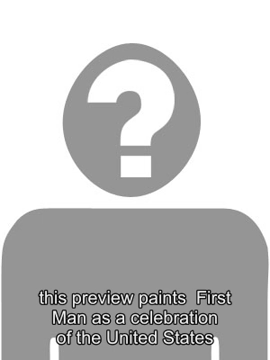 ?
this preview paints First
Man as a celebration
of the United States